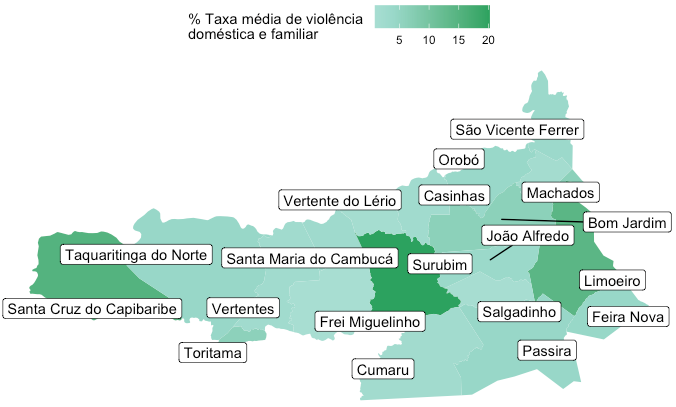 % Taxa média de violência
doméstica e familiar
5 10 15 20
São Vicente Ferrer
Orobó
Casinhas
Machados
Vertente do Lério
Bom Jardim
João Alfredo
Taquaritinga do Norte
Santa Maria do Cambucá
Surubim
Limoeiro
Santa Cruz do Capibaribe
Vertentes
Salgadinho
Feira Nova
Frei Miguelinho
Toritama
Passira
Cumaru